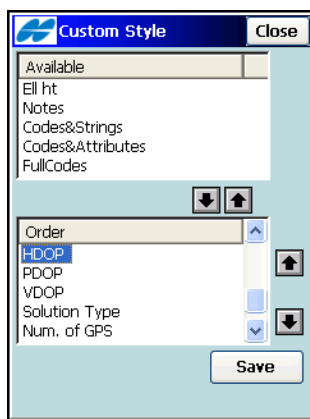 Custom Style
Close
Available
Ell ht
Notes
Codes&Strings
Codes&Attributes
FullCodes
Order
HDOP
PDOP
VDOP
Solution Type
Num. of GPS
Save